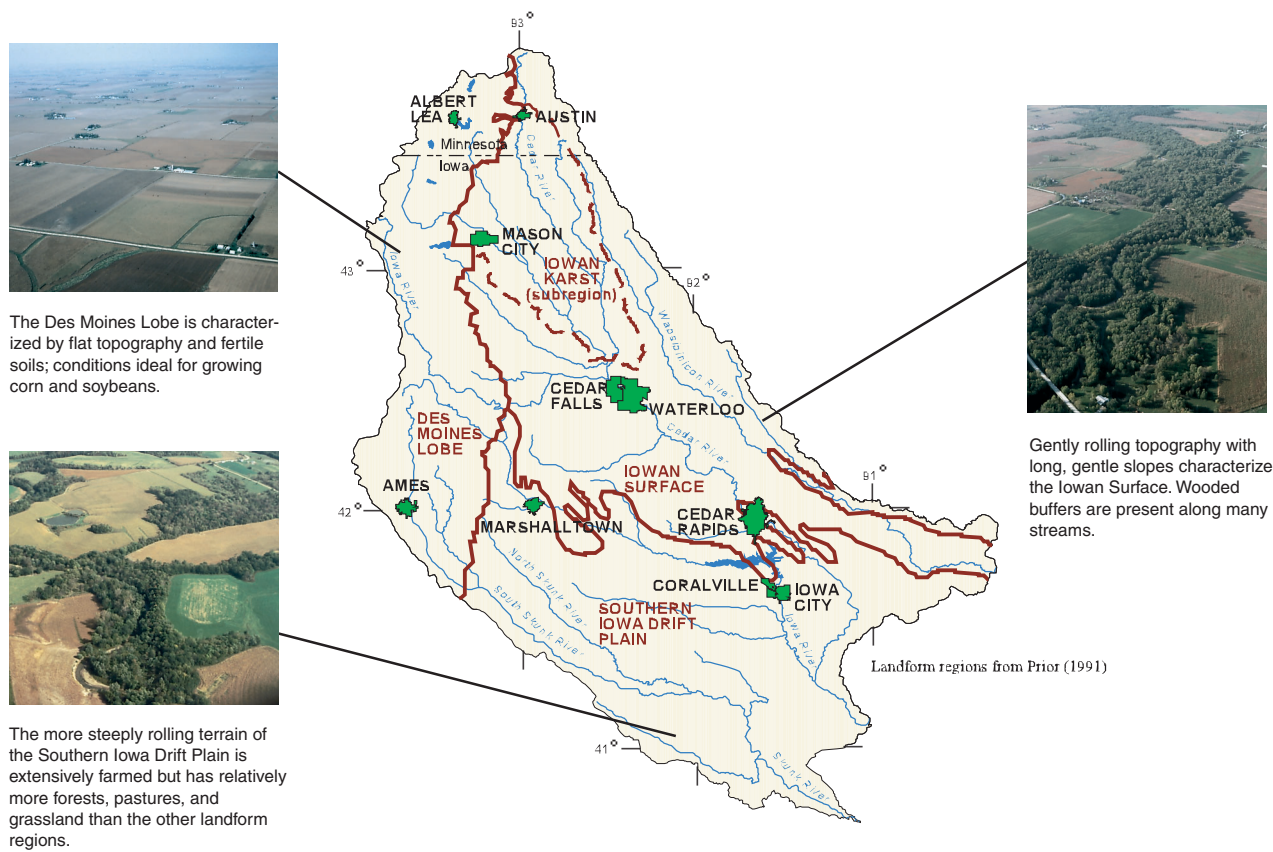 93°
ALBERT
LEA
AUSTIN
Minnesota
Iowa
Cedar River
MASON
CITY
IOWAN
KARST
(subregion)
43°
Iowa River
92°
Wapsipinicon River
The Des Moines Lobe is character-
ized by flat topography and fertile
soils; conditions ideal for growing
corn and soybeans.
CEDAR
FALLS
WATERLOO
DES
MOINES
LOBE
Cedar River
IOWAN
SURFACE
91°
Gently rolling topography with
long, gentle slopes characterize
the Iowan Surface. Wooded
buffers are present along many
streams.
AMES
42°
MARSHALLTOWN
CEDAR
RAPIDS
North Skunk River
South Skunk River
CORALVILLE
IOWA
CITY
SOUTHERN
IOWA DRIFT
PLAIN
Iowa River
Landform regions from Prior (1991)
The more steeply rolling terrain of
the Southern Iowa Drift Plain is
extensively farmed but has relatively
more forests, pastures, and
grassland than the other landform
regions.
41°
Skunk River